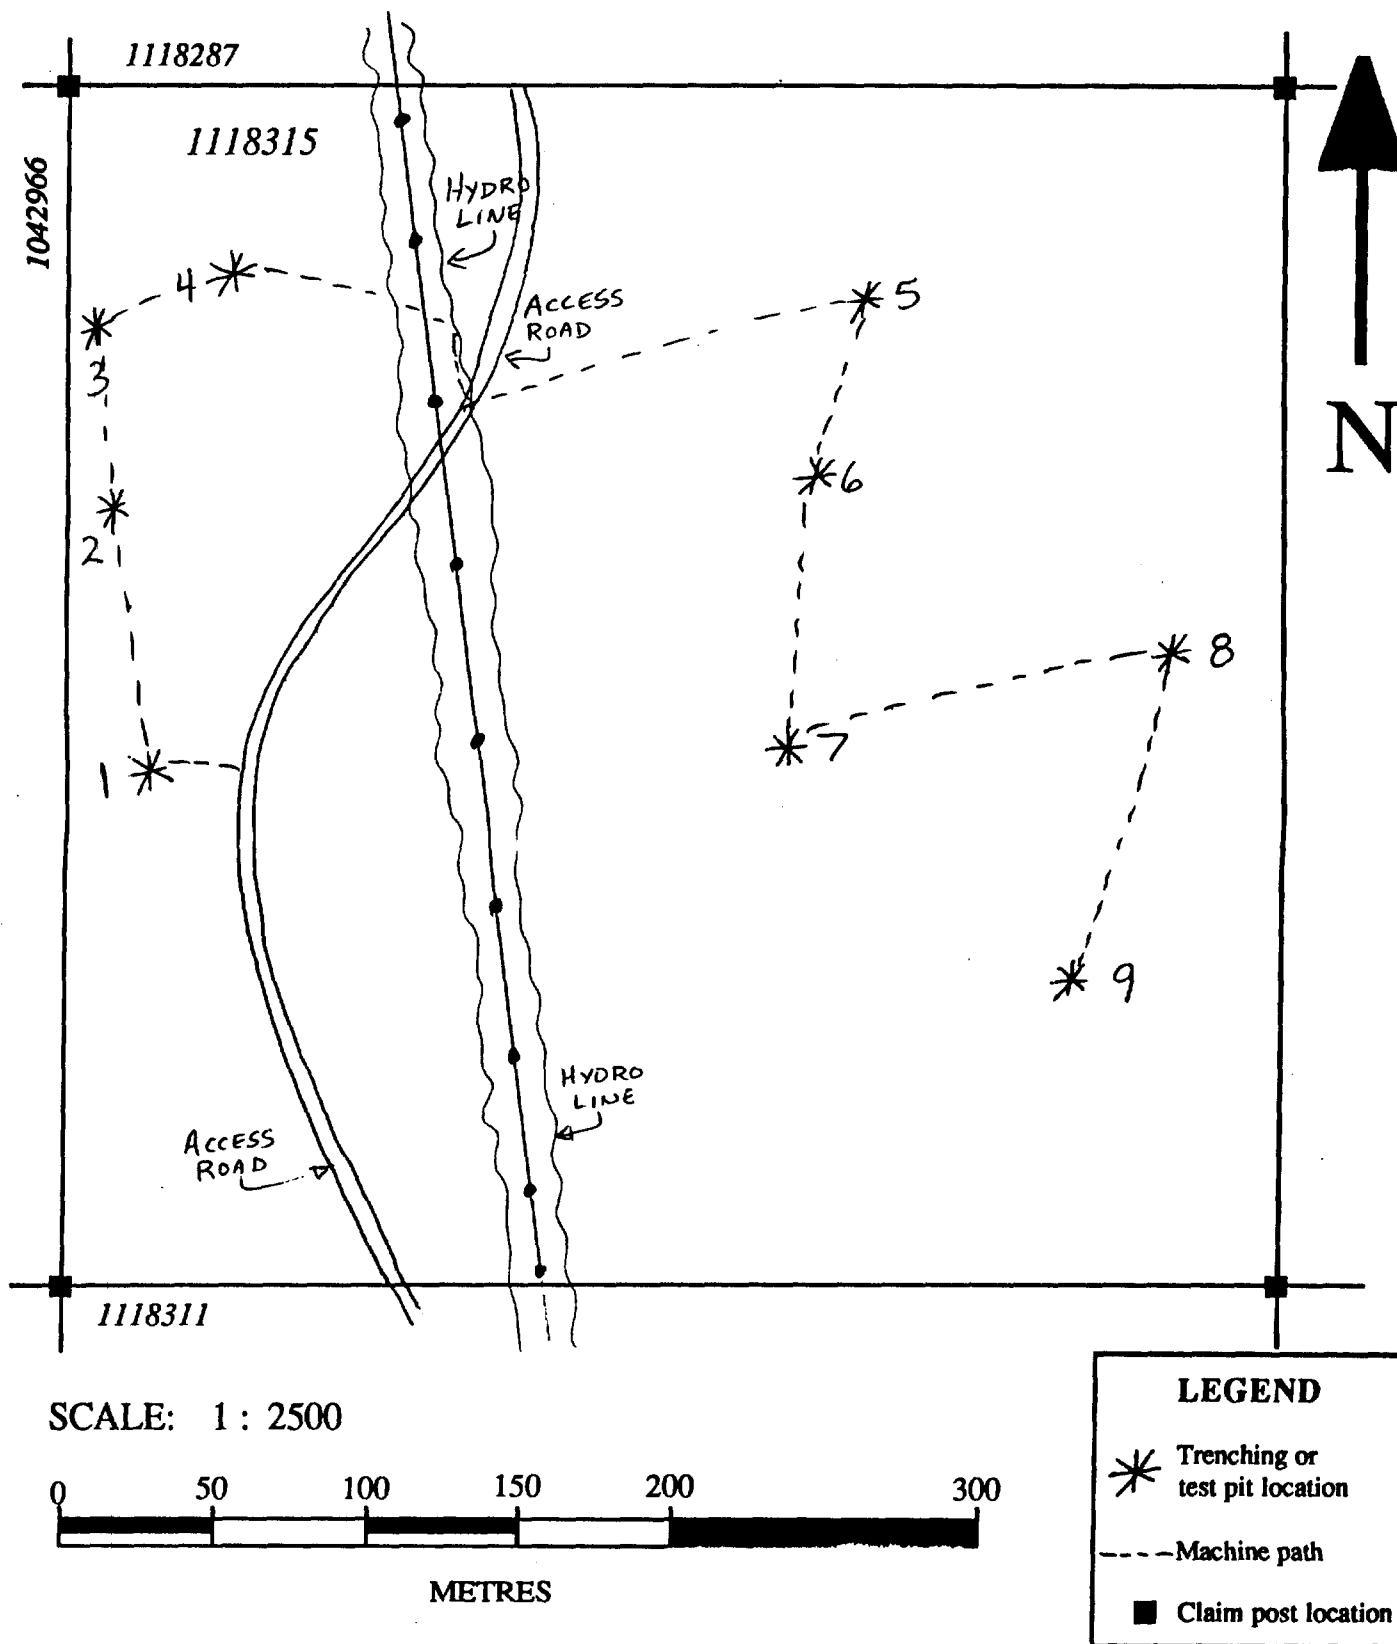 1118287
1118315
1042966
HYDRO
LINE
ACCESS
ROAD
4
3
2
1
5
6
7
8
9
N
HYDRO
LINE
ACCESS
ROAD
1118311
SCALE: 1 : 2500
0 50 100 150 200 300
METRES
LEGEND
Trenching or
test pit location
Machine path
Claim post location